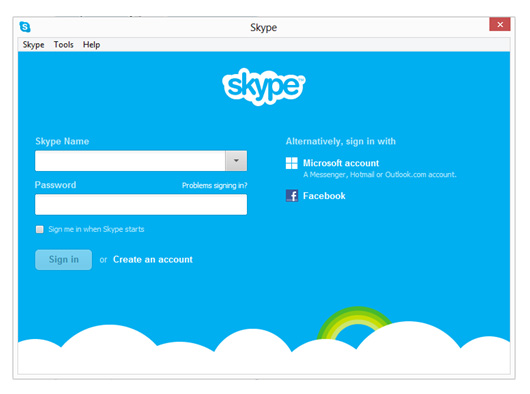 Skype
Skype Tools Help
skype™
Skype Name
Password
Problems signing in?
Sign me in when Skype starts
Sign in or Create an account
Alternatively, sign in with
Microsoft account
A Messenger, Hotmail or Outlook.com account.
Facebook